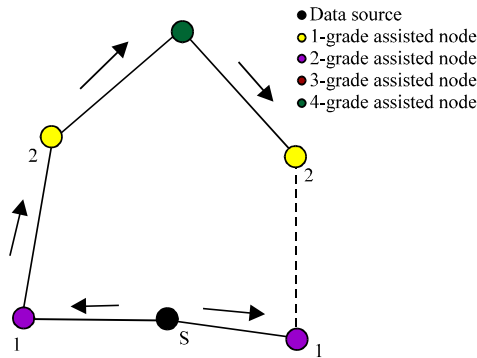 Data source
1-grade assisted node
2-grade assisted node
3-grade assisted node
4-grade assisted node
2
2
1
S
1